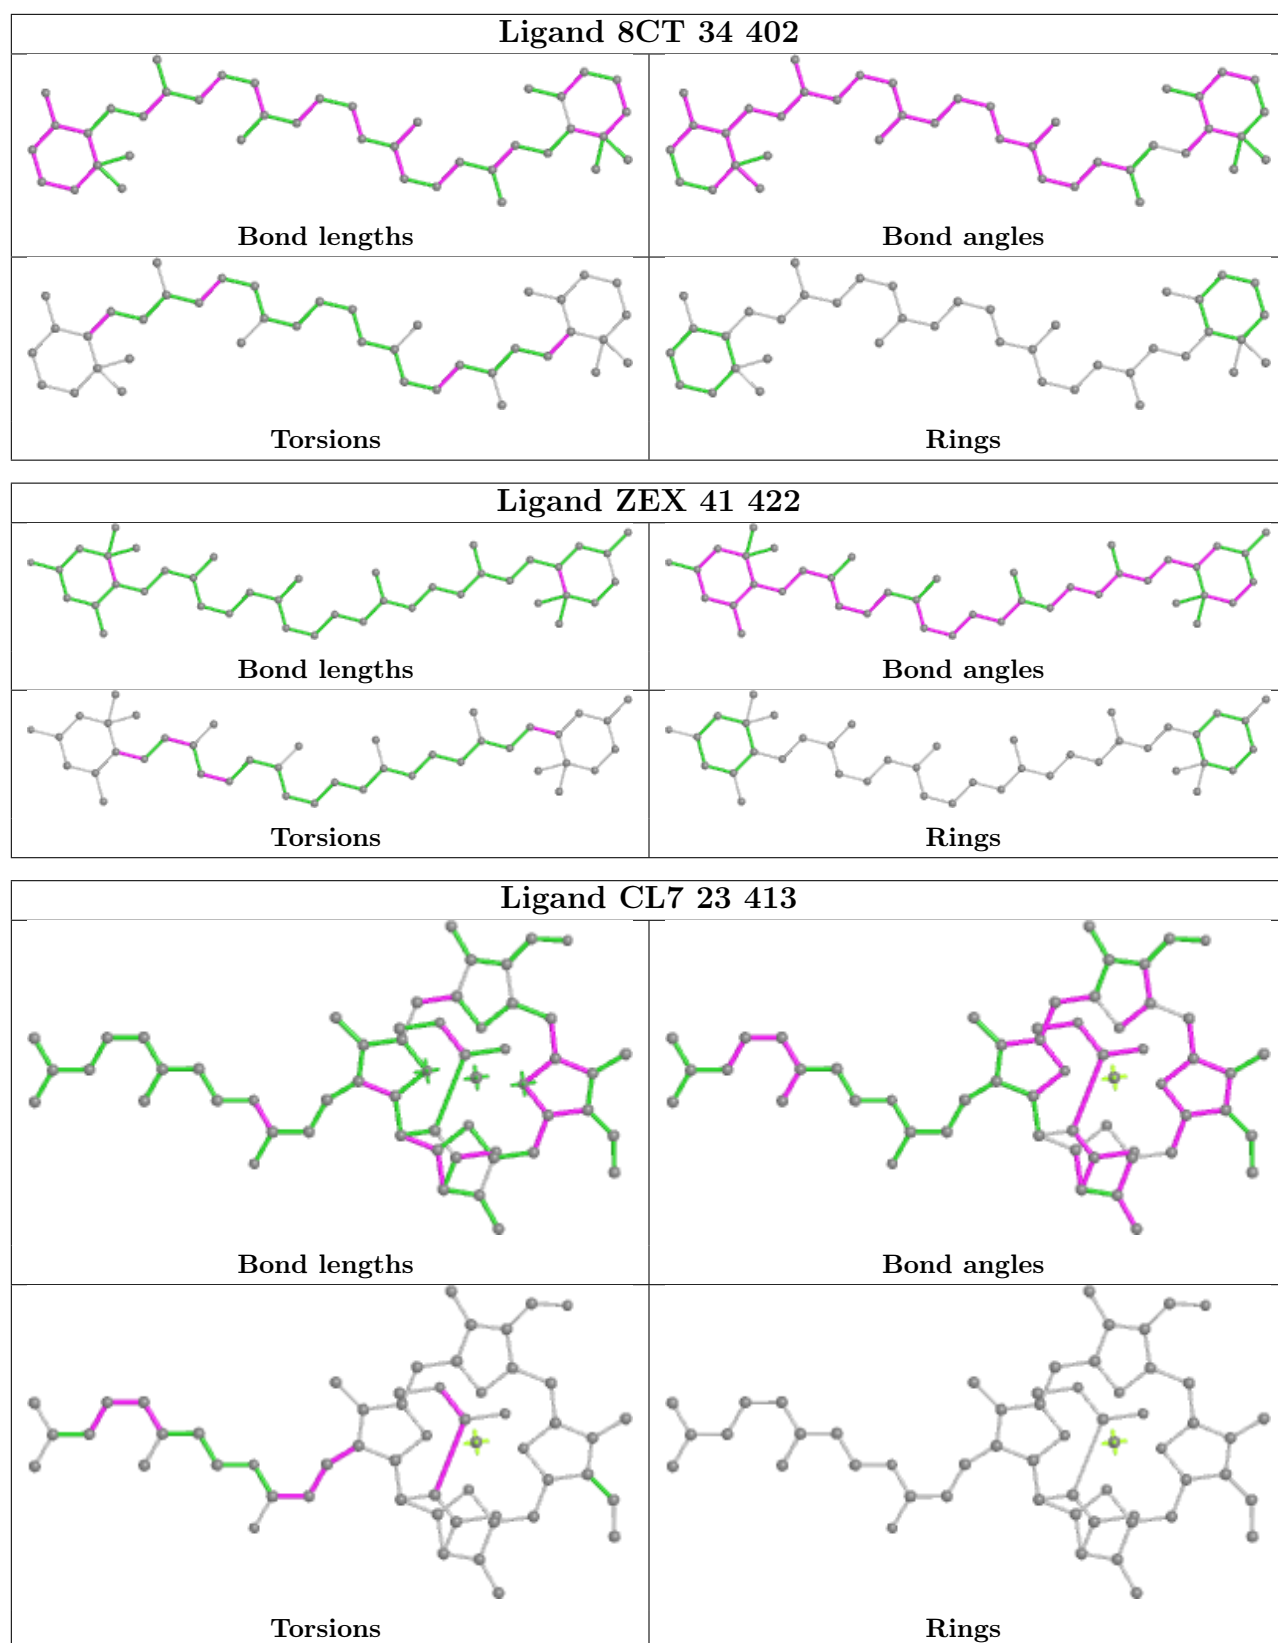 Ligand 8CT 34 402
Bond lengths
Bond angles
Torsions
Rings
Ligand ZEX 41 422
Bond lengths
Bond angles
Torsions
Rings
Ligand CL7 23 413
Bond lengths
Bond angles
Torsions
Rings